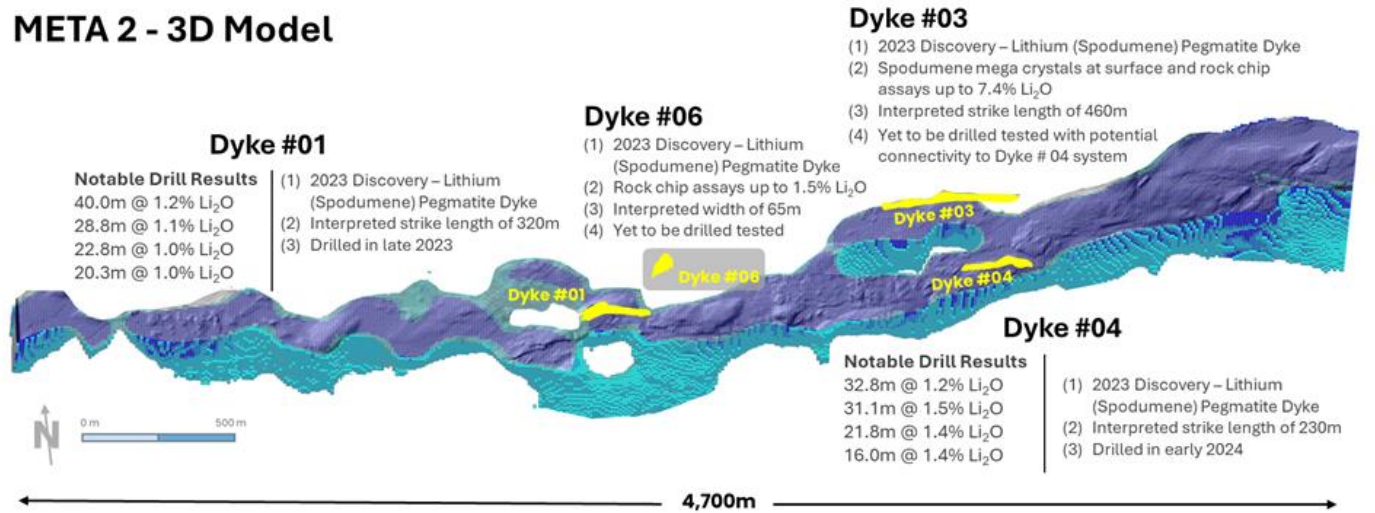 META 2 - 3D Model
Dyke #03
(1) 2023 Discovery – Lithium (Spodumene) Pegmatite Dyke
(2) Spodumene mega crystals at surface and rock chip
assays up to 7.4% Li₂O
(3) Interpreted strike length of 460m
(4) Yet to be drilled tested with potential
connectivity to Dyke # 04 system
Dyke #06
(1) 2023 Discovery – Lithium
(Spodumene) Pegmatite Dyke
(2) Rock chip assays up to 1.5% Li₂O
(3) Interpreted width of 65m
(4) Yet to be drilled tested
Dyke #01
Notable Drill Results
40.0m @ 1.2% Li₂O
28.8m @ 1.1% Li₂O
22.8m @ 1.0% Li₂O
20.3m @ 1.0% Li₂O
(1) 2023 Discovery – Lithium
(Spodumene) Pegmatite Dyke
(2) Interpreted strike length of 320m
(3) Drilled in late 2023
Dyke #03
Dyke #06
Dyke #04
Dyke #01
Dyke #04
Notable Drill Results
32.8m @ 1.2% Li₂O
31.1m @ 1.5% Li₂O
21.8m @ 1.4% Li₂O
16.0m @ 1.4% Li₂O
(1) 2023 Discovery – Lithium
(Spodumene) Pegmatite Dyke
(2) Interpreted strike length of 230m
(3) Drilled in early 2024
N
0 m 500 m
4,700m